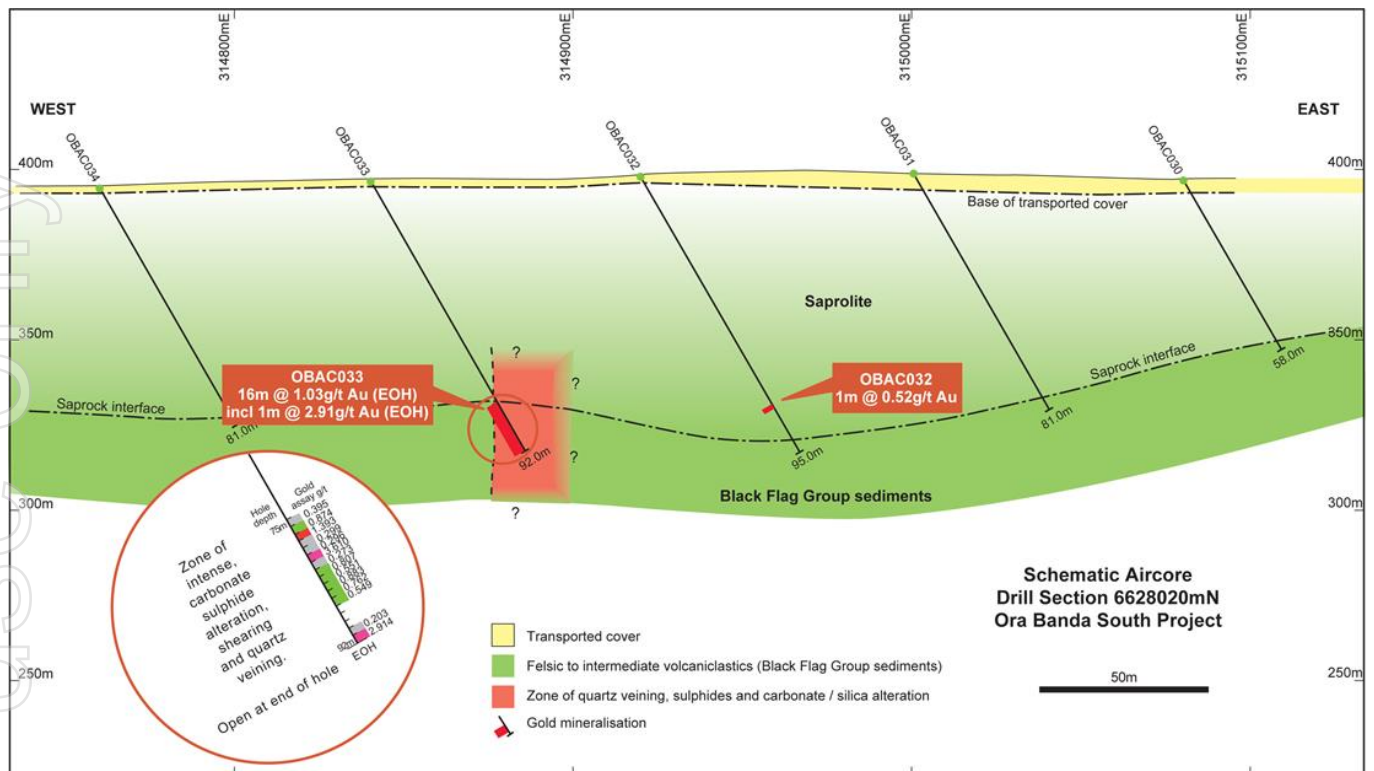 314800mE
314900mE
315000mE
315100mE
WEST
EAST
OBAC034
OBAC033
OBAC032
OBAC031
OBAC030
400m
400m
Base of transported cover
Saprolite
350m
350m
Saprock interface
58.0m
?
?
OBAC033
16m @ 1.03g/t Au (EOH)
incl 1m @ 2.91g/t Au (EOH)
OBAC032
1m @ 0.52g/t Au
Saprock interface
81.0m
81.0m
92.0m
95.0m
?
Black Flag Group sediments
300m
300m
?
Hole
depth
Gold
assay g/t
75m
0.395
0.874
1.393
0.549
0.203
2.914
92m
EOH
Zone of
intense,
carbonate
sulphide
alteration,
shearing
and quartz
veining.
Open at end of hole
Schematic Aircore
Drill Section 6628020mN
Ora Banda South Project
Transported cover
Felsic to intermediate volcaniclastics (Black Flag Group sediments)
Zone of quartz veining, sulphides and carbonate / silica alteration
Gold mineralisation
250m
250m
50m